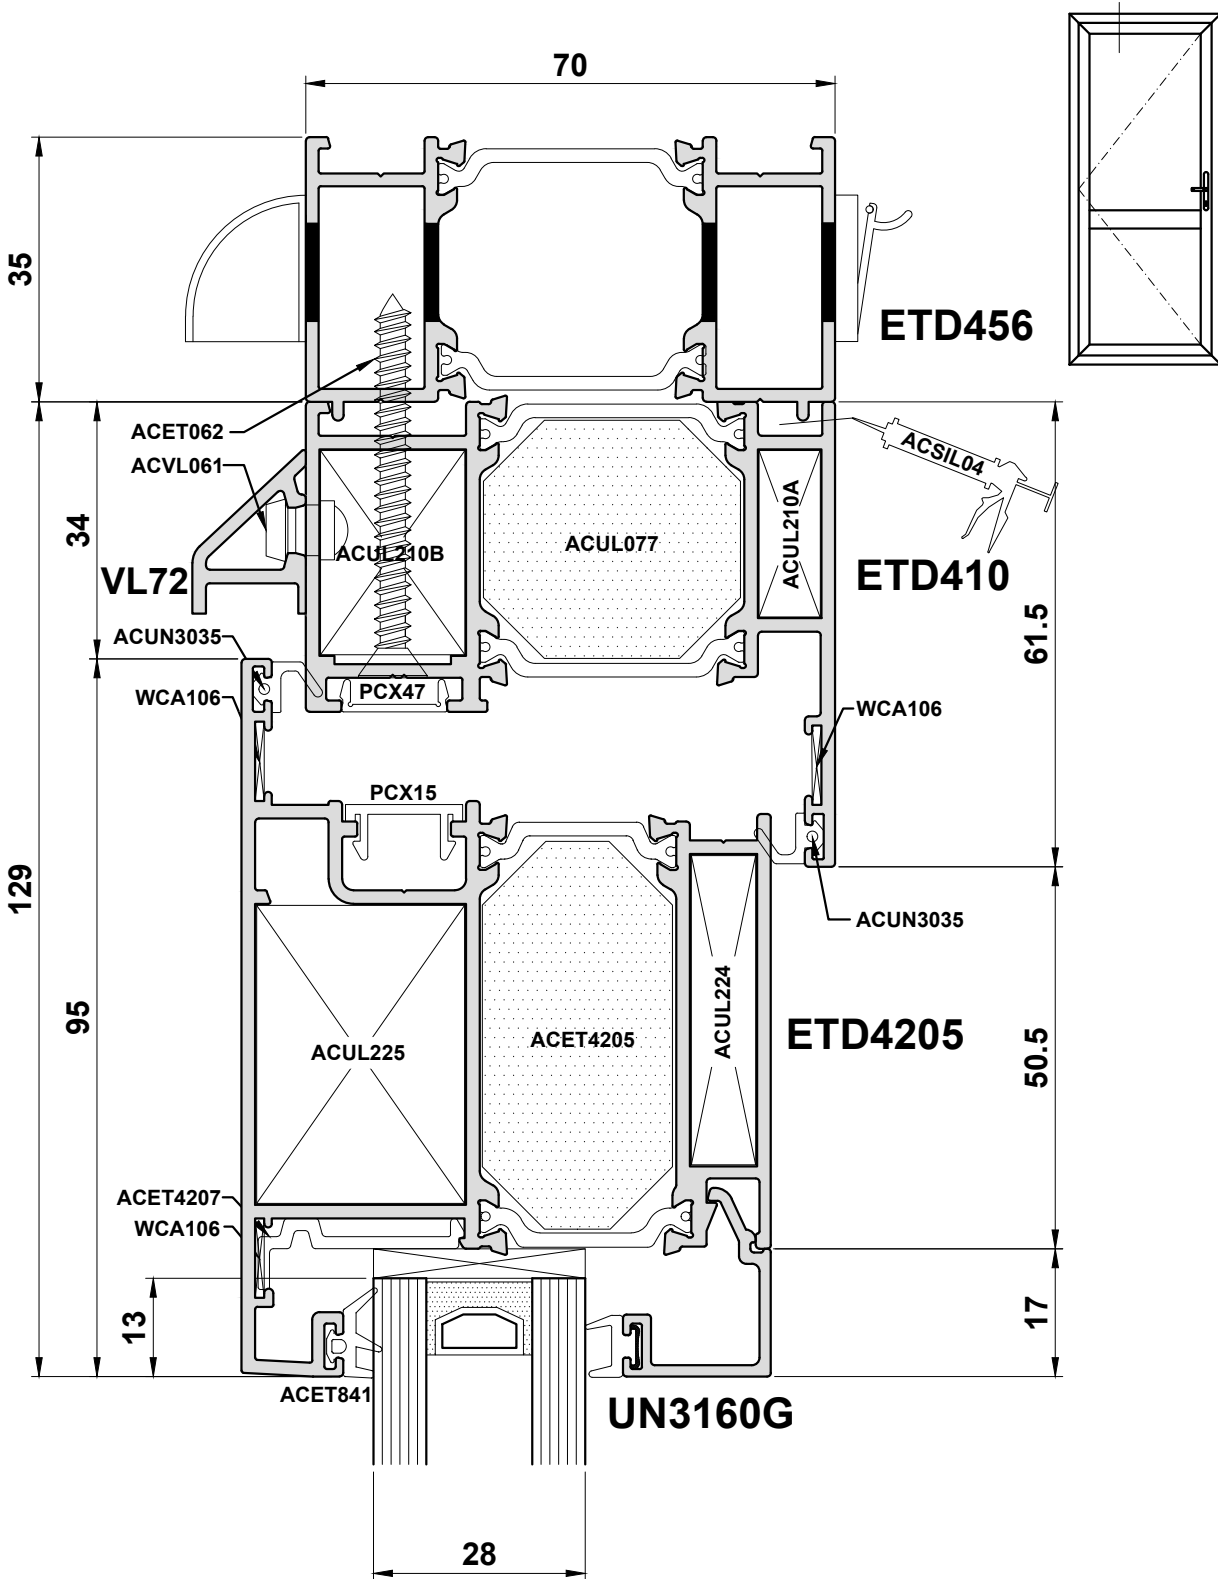 70
35
ETD456
ACET062
ACVL061
ACSIL04
34
ACUL210B
ACUL077
ACUL210A
VL72
ETD410
61.5
ACUN3035
WCA106
PCX47
WCA106
PCX15
129
ACUN3035
95
ACUL225
ACET4205
ACUL224
ETD4205
50.5
ACET4207
WCA106
13
17
ACET841
UN3160G
28